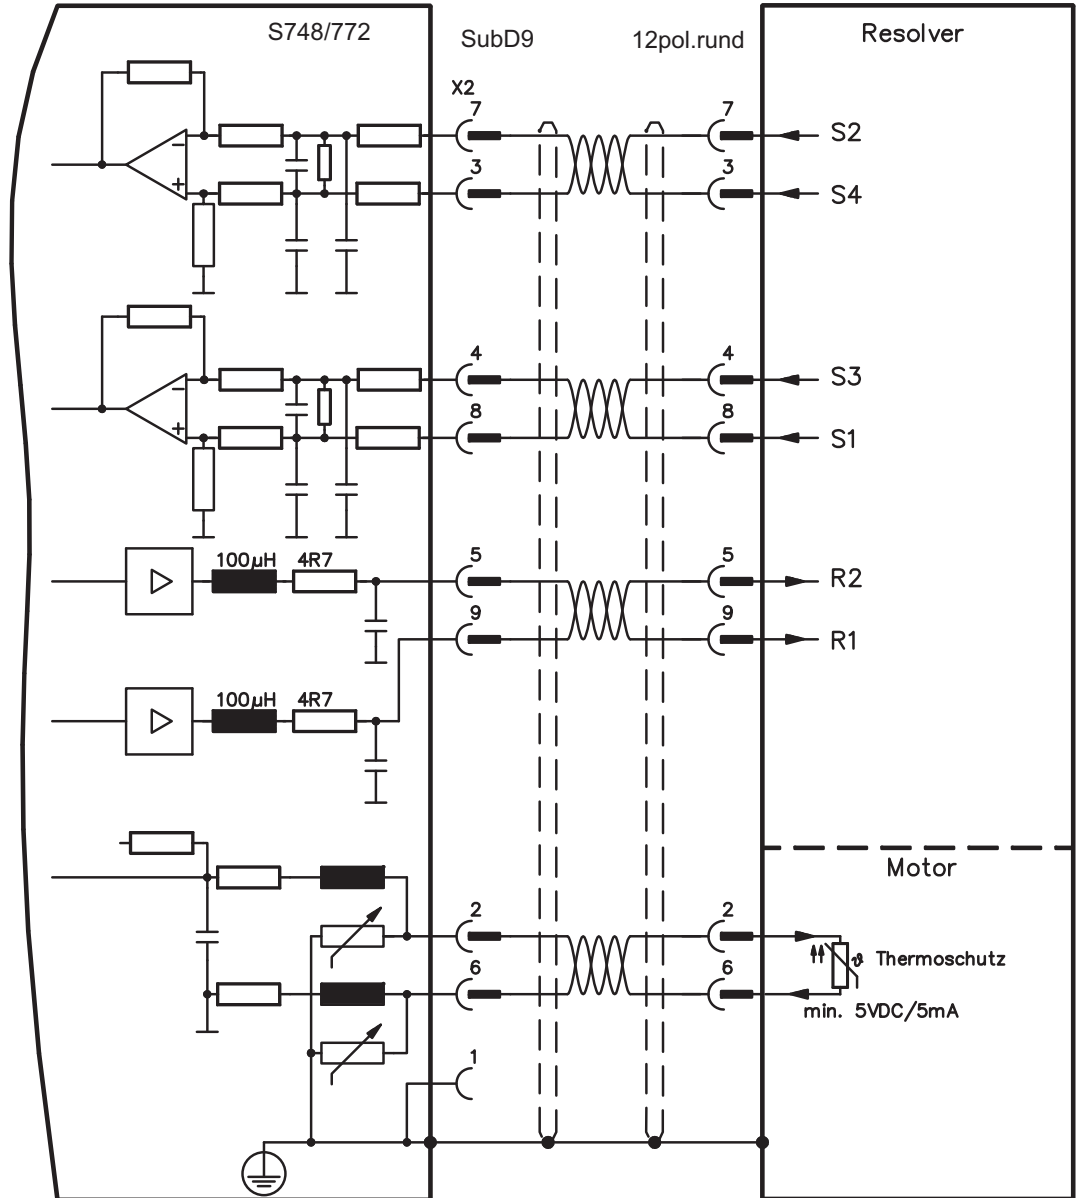 S748/772
SubD9
12pol.rund
Resolver
X2
7
7
S2
3
3
S4
4
4
S3
8
8
S1
5
5
R2
100µH
4R7
9
9
R1
100µH
4R7
Motor
2
2
ϑ Thermoschutz
6
6
min. 5VDC/5mA
1